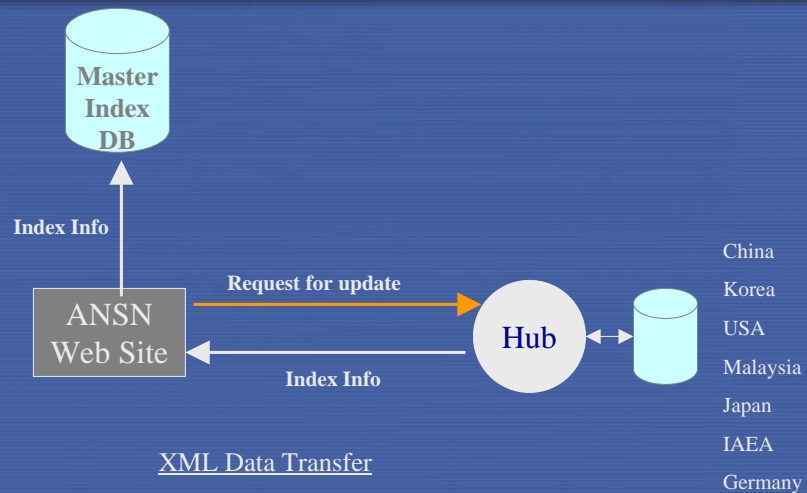 Master
Index
DB
Index Info
Request for update
ANSN
Web Site
Hub
Index Info
XML Data Transfer
China
Korea
USA
Malaysia
Japan
IAEA
Germany